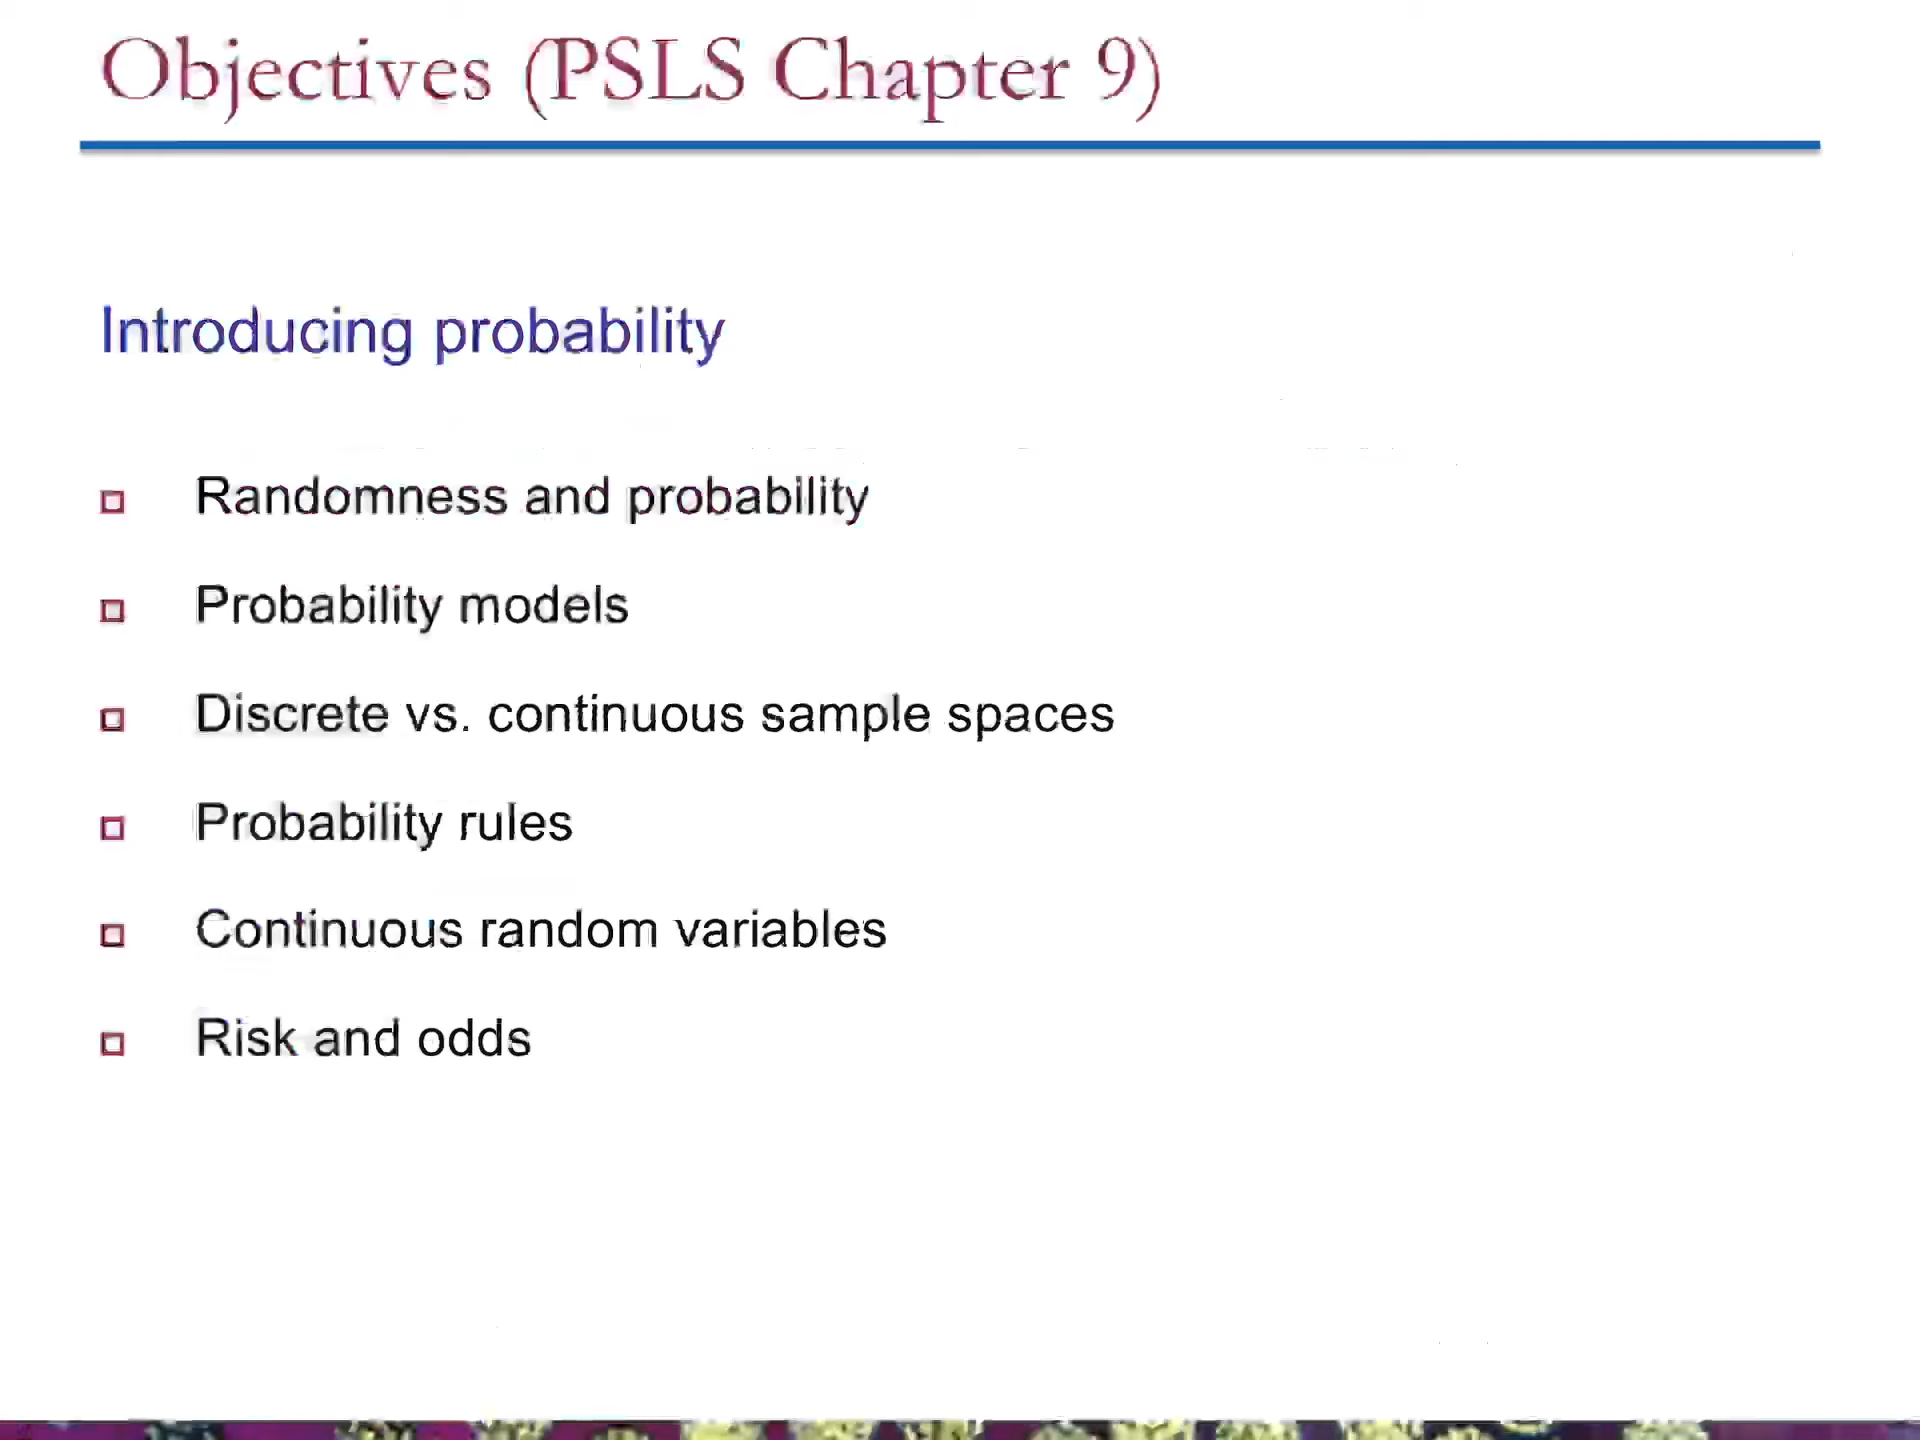 Objectives (PSLS Chapter 9)
Introducing probability
Randomness and probability
Probability models
Discrete vs. continuous sample spaces
Probability rules
Continuous random variables
Risk and odds